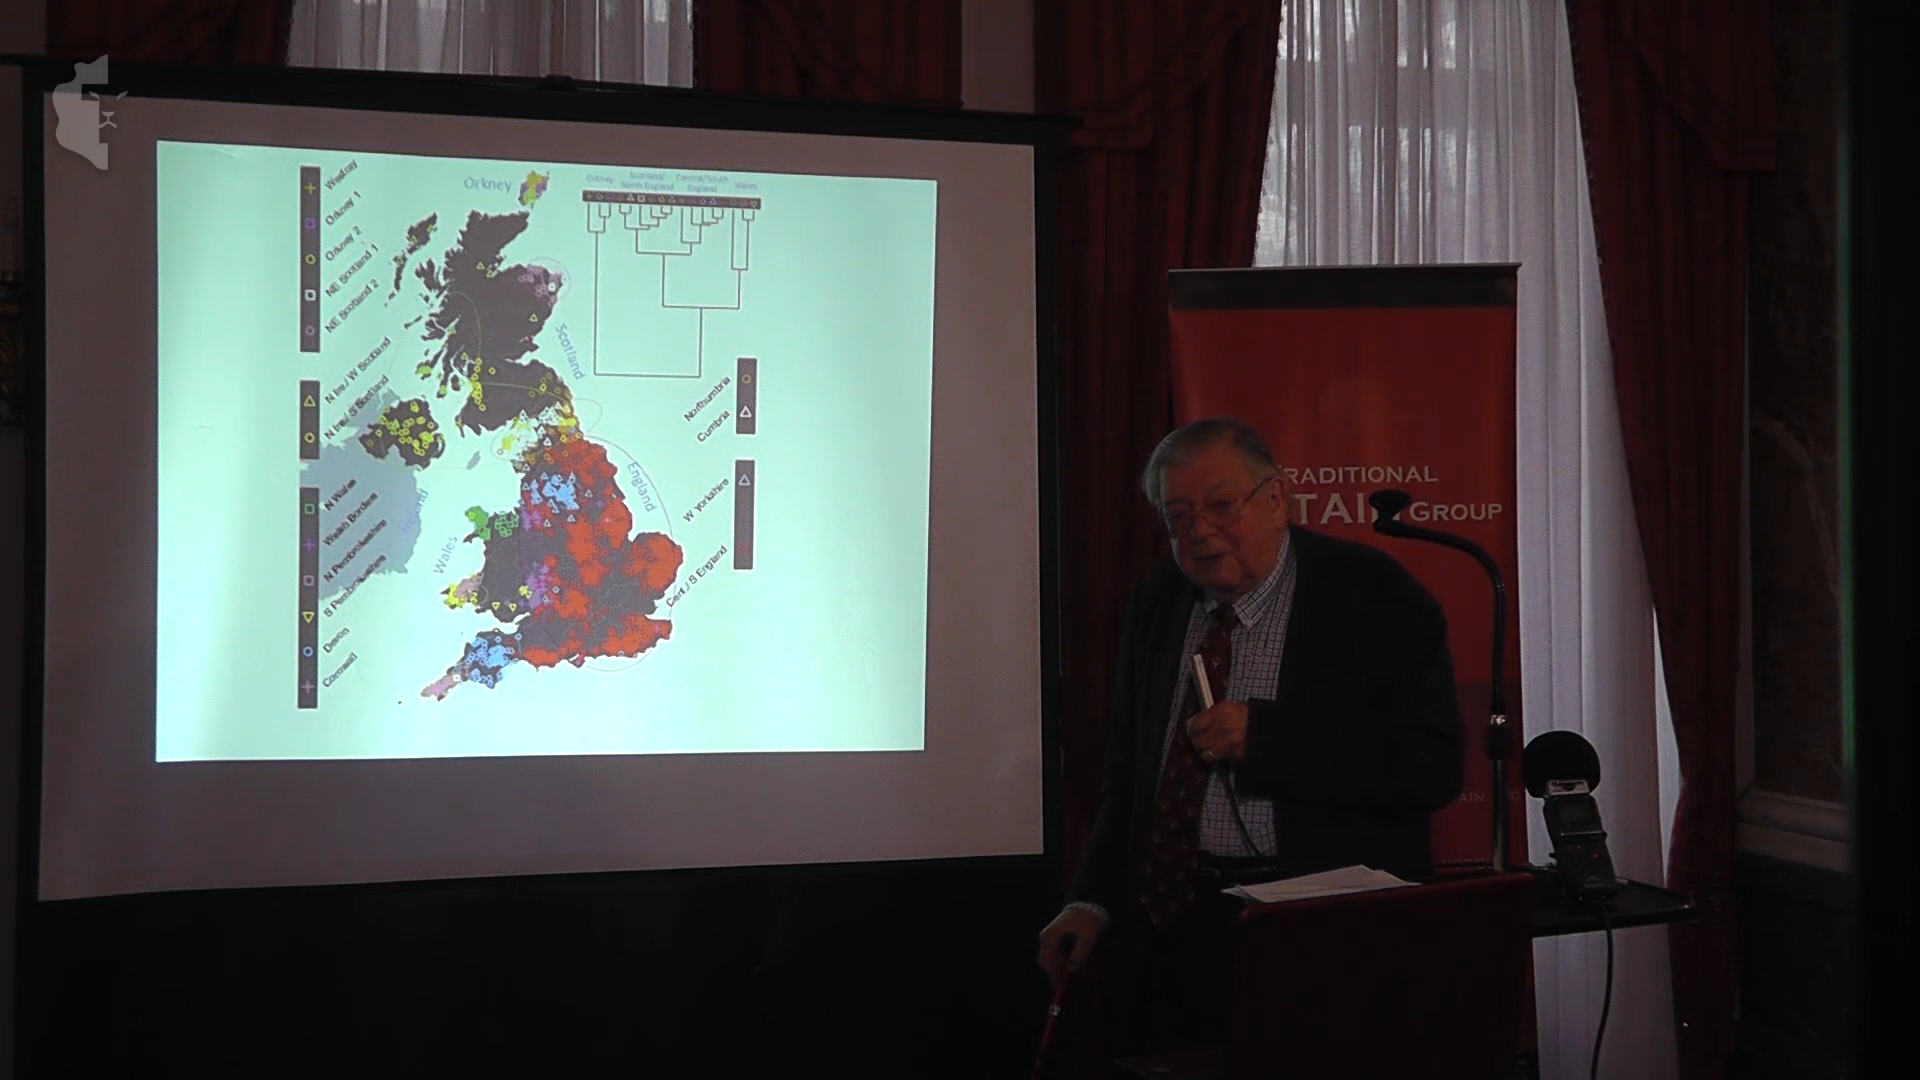 Westray
Orkney 1
Orkney 2
NE Scotland 1
NE Scotland 2
N Ire / W Scotland
N Ire / S Scotland
N Wales
Welsh Borders
N Pembrokeshire
S Pembrokeshire
Devon
Cornwall
Orkney
Scotland
England
Wales
Ireland
Orkney
Scotland/
North England
Central/South
England
Wales
Northumbria
Cumbria
W Yorkshire
Cent / S England
RADITIONAL
TAIN GROUP